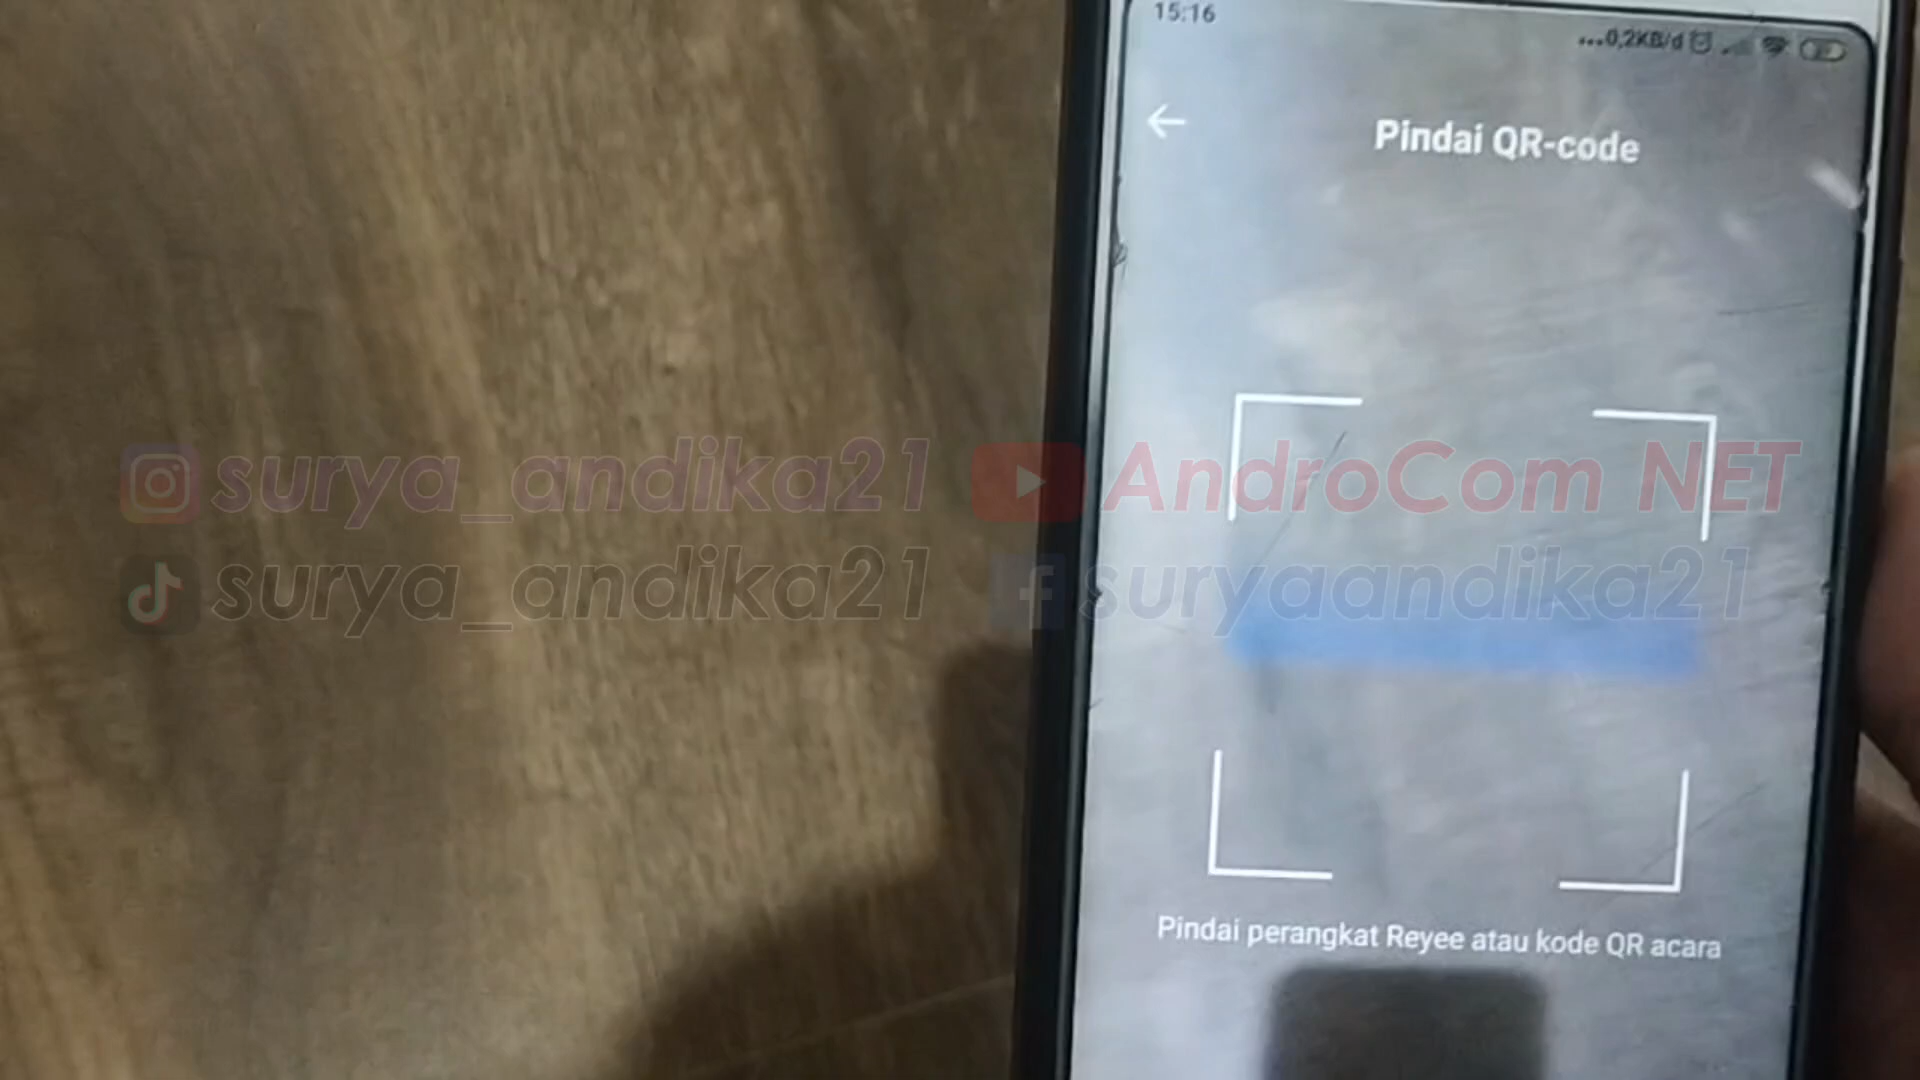 15:16
...0,2KB/d
Pindai QR-code
surya_andika21
AndroCom NET
surya_andika21
suryaandika21
Pindai perangkat Reyee atau kode QR acara